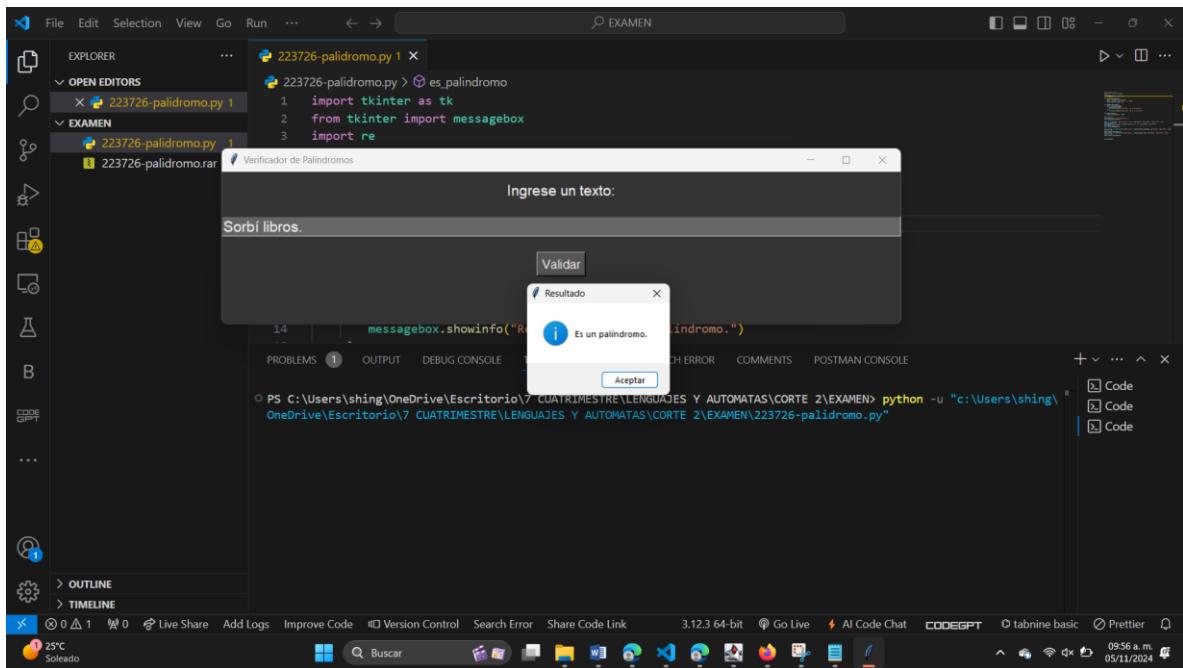 File Edit Selection View Go Run ··· EXAMEN
EXPLORER ···
OPEN EDITORS
223726-palidromo.py 1
EXAMEN
223726-palidromo.py 1
223726-palidromo.rar
223726-palidromo.py 1
223726-palidromo.py > es_palindromo
1 import tkinter as tk
2 from tkinter import messagebox
3 import re
Verificador de Palíndromos
Ingrese un texto:
Sorbí libros.
Validar
Resultado
Es un palíndromo.
Aceptar
14 messagebox.showinfo("R índromo.")
PROBLEMS 1 OUTPUT DEBUG CONSOLE CH ERROR COMMENTS POSTMAN CONSOLE
PS C:\Users\shing\OneDrive\Escritorio\7 CUATRIMESTRE\LENGUAJES Y AUTOMATAS\CORTE 2\EXAMEN> python -u "c:\Users\shing\
OneDrive\Escritorio\7 CUATRIMESTRE\LENGUAJES Y AUTOMATAS\CORTE 2\EXAMEN\223726-palidromo.py"
Code
Code
Code
B
CODE
GPT
1
OUTLINE
TIMELINE
0 1 0 Live Share Add Logs Improve Code Version Control Search Error Share Code Link 3.12.3 64-bit Go Live AI Code Chat CODEGPT tabnine basic Prettier
1
25°C
Soleado
Buscar
09:56 a. m.
05/11/2024